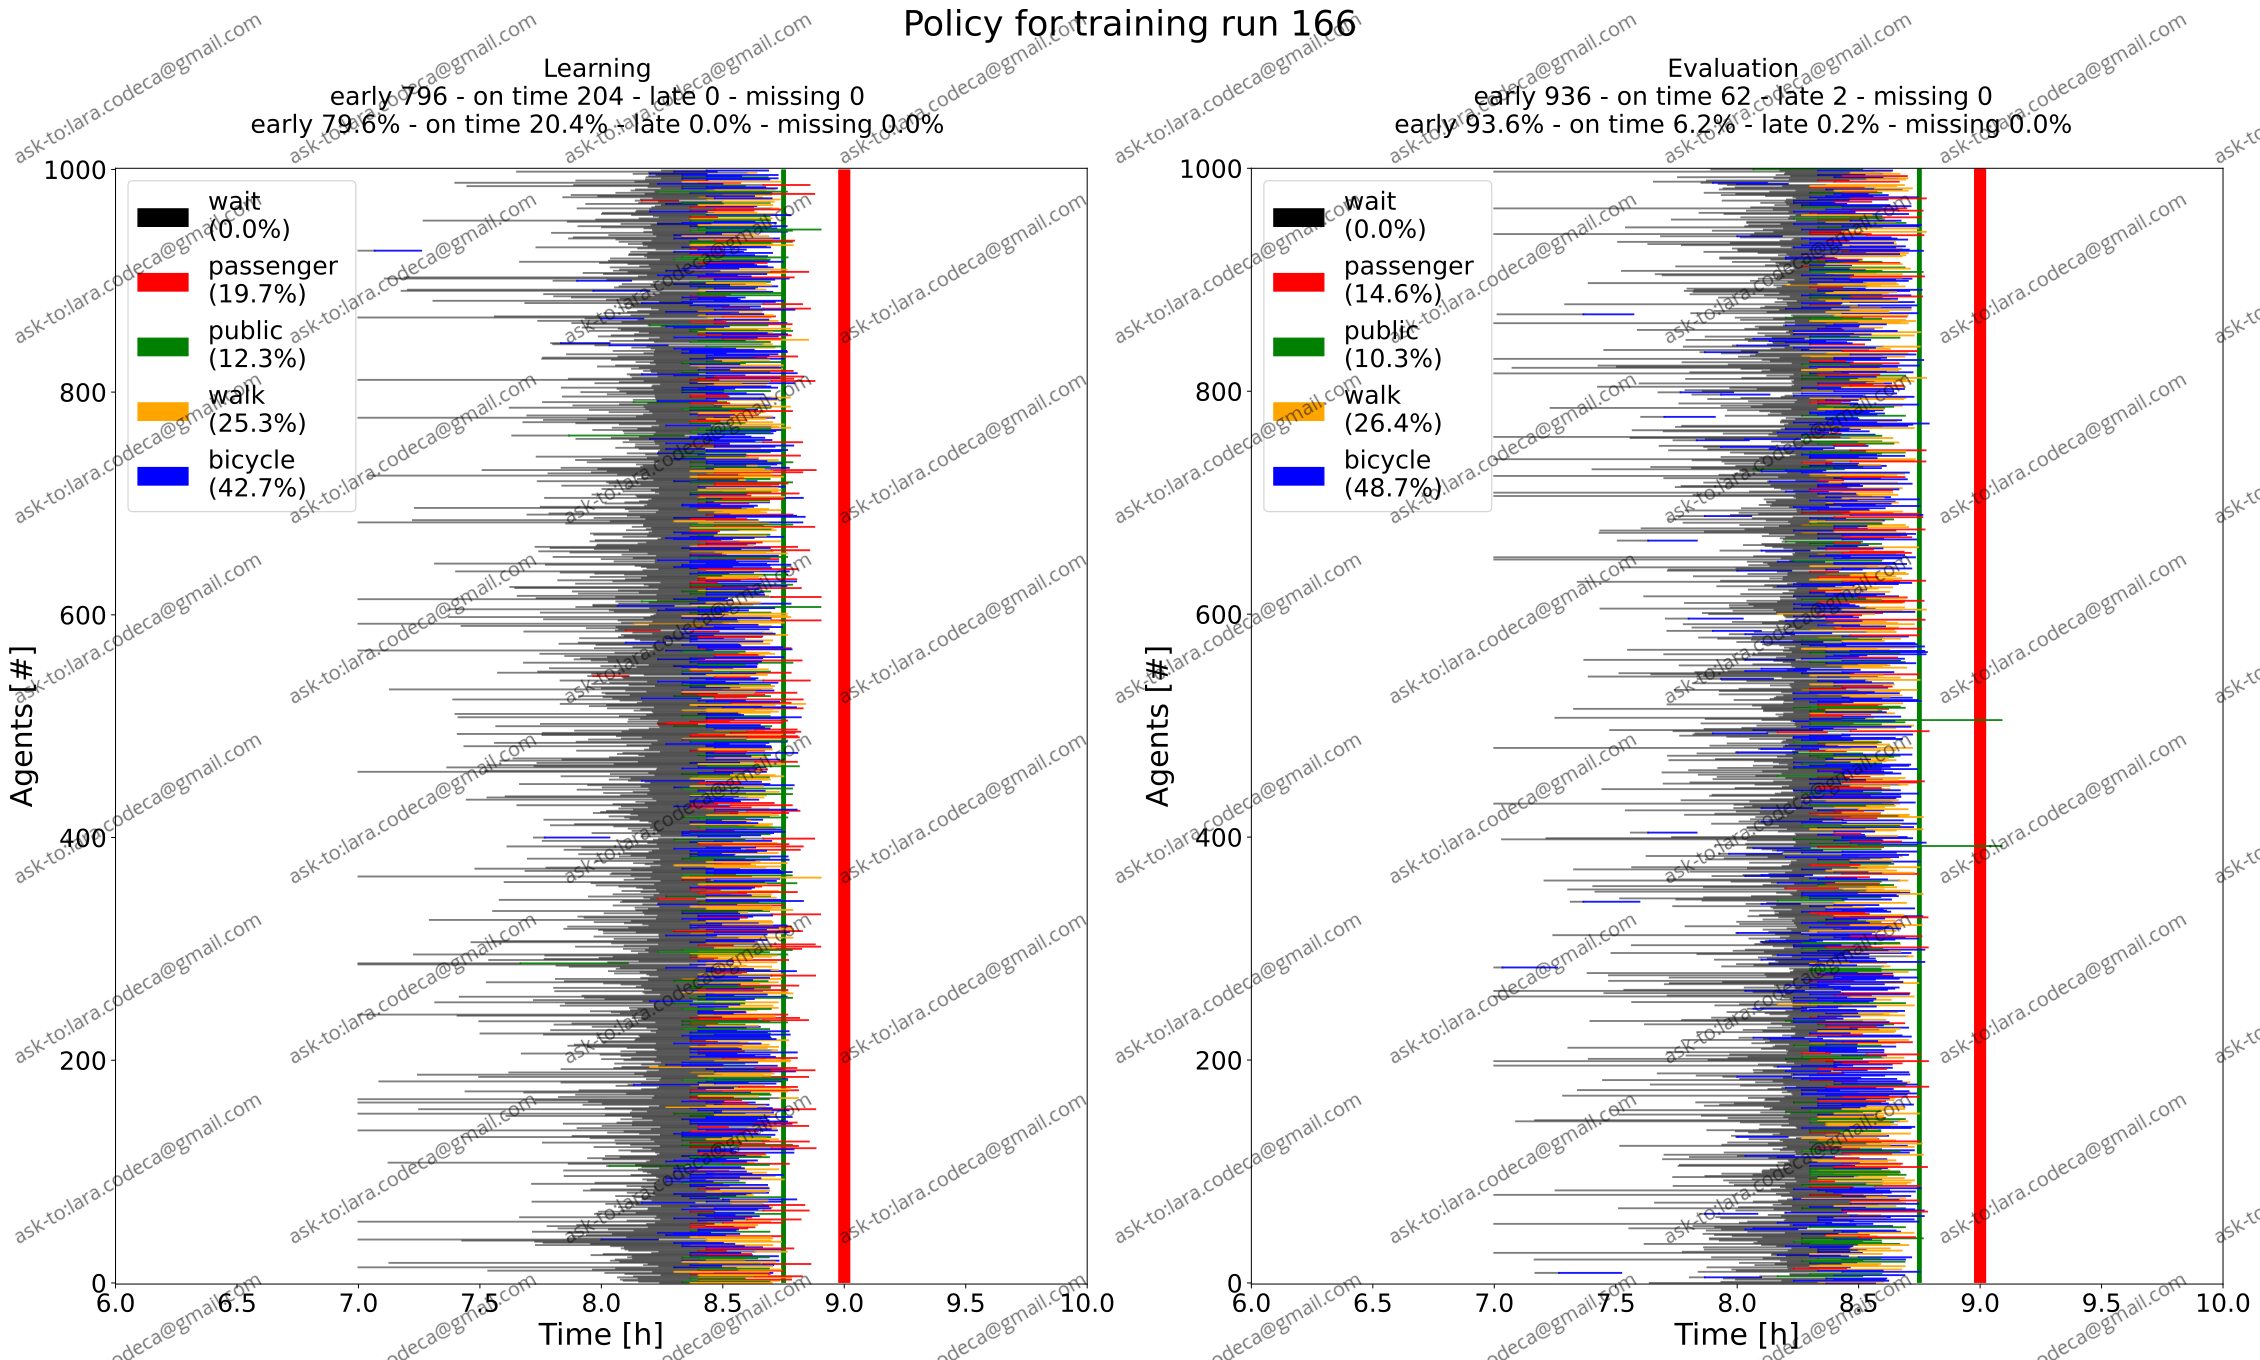 Policy for training run 166
Learning
early 796 - on time 204 - late 0 - missing 0
early 79.6% - on time 20.4% - late 0.0% - missing 0.0%
1000
800
600
400
200
0
Agents [#]
wait
(0.0%)
passenger
(19.7%)
public
(12.3%)
walk
(25.3%)
bicycle
(42.7%)
6.0 6.5 7.0 7.5 8.0 8.5 9.0 9.5 10.0
Time [h]
Evaluation
early 936 - on time 62 - late 2 - missing 0
early 93.6% - on time 6.2% - late 0.2% - missing 0.0%
1000
800
600
400
200
0
Agents [#]
wait
(0.0%)
passenger
(14.6%)
public
(10.3%)
walk
(26.4%)
bicycle
(48.7%)
6.0 6.5 7.0 7.5 8.0 8.5 9.0 9.5 10.0
Time [h]
ask-to:lara.codeca@gmail.com